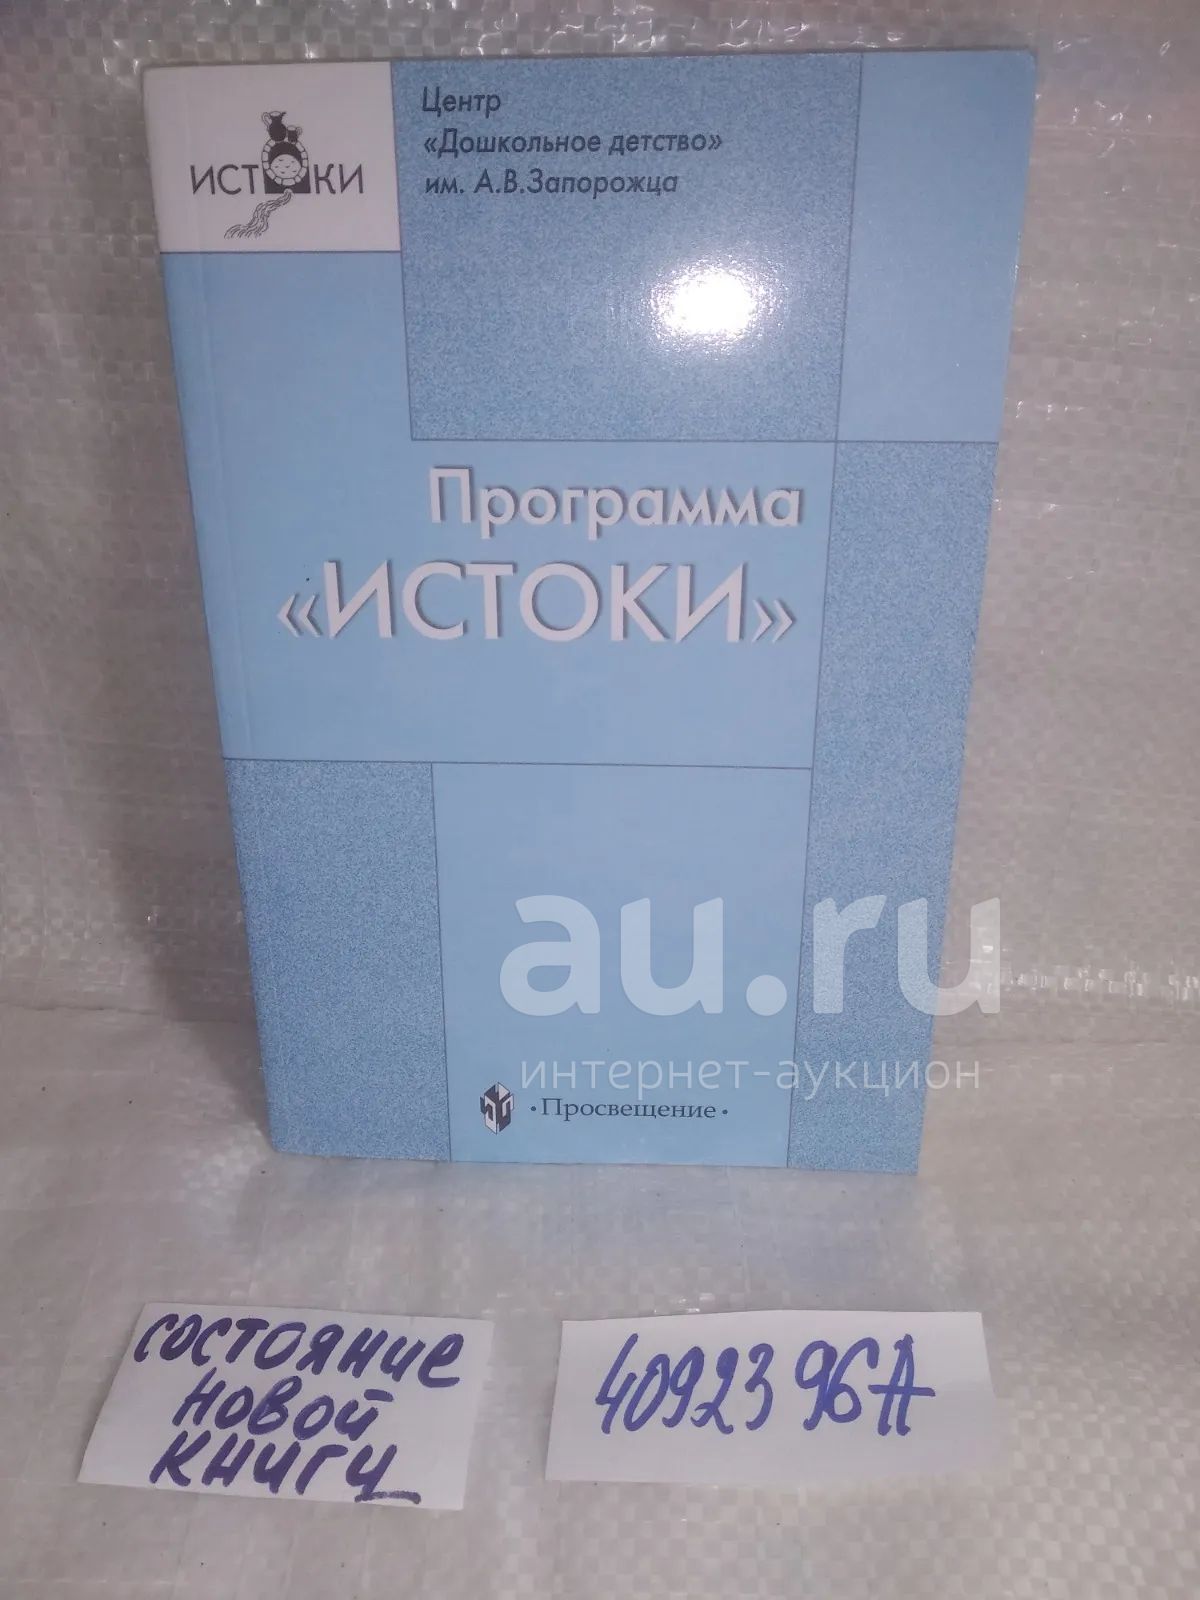 ИСТОКИ
Центр
«Дошкольное детство»
им. А.В.Запорожца
Программа
«ИСТОКИ»
au.ru
интернет-аукцион
• Просвещение •
состояние
новой
книги
4092396А